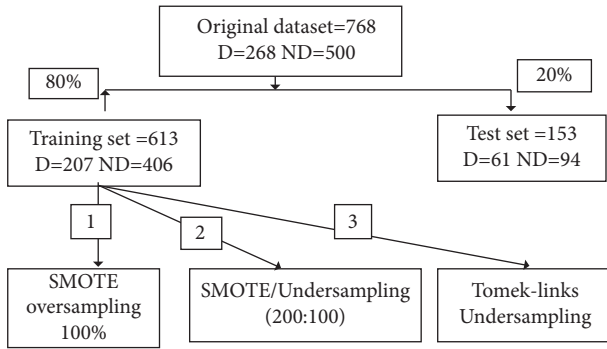 Original dataset=768
D=268 ND=500
80%
20%
Training set =613
D=207 ND=406
Test set =153
D=61 ND=94
1
2
3
SMOTE
oversampling
100%
SMOTE/Undersampling
(200:100)
Tomek-links
Undersampling